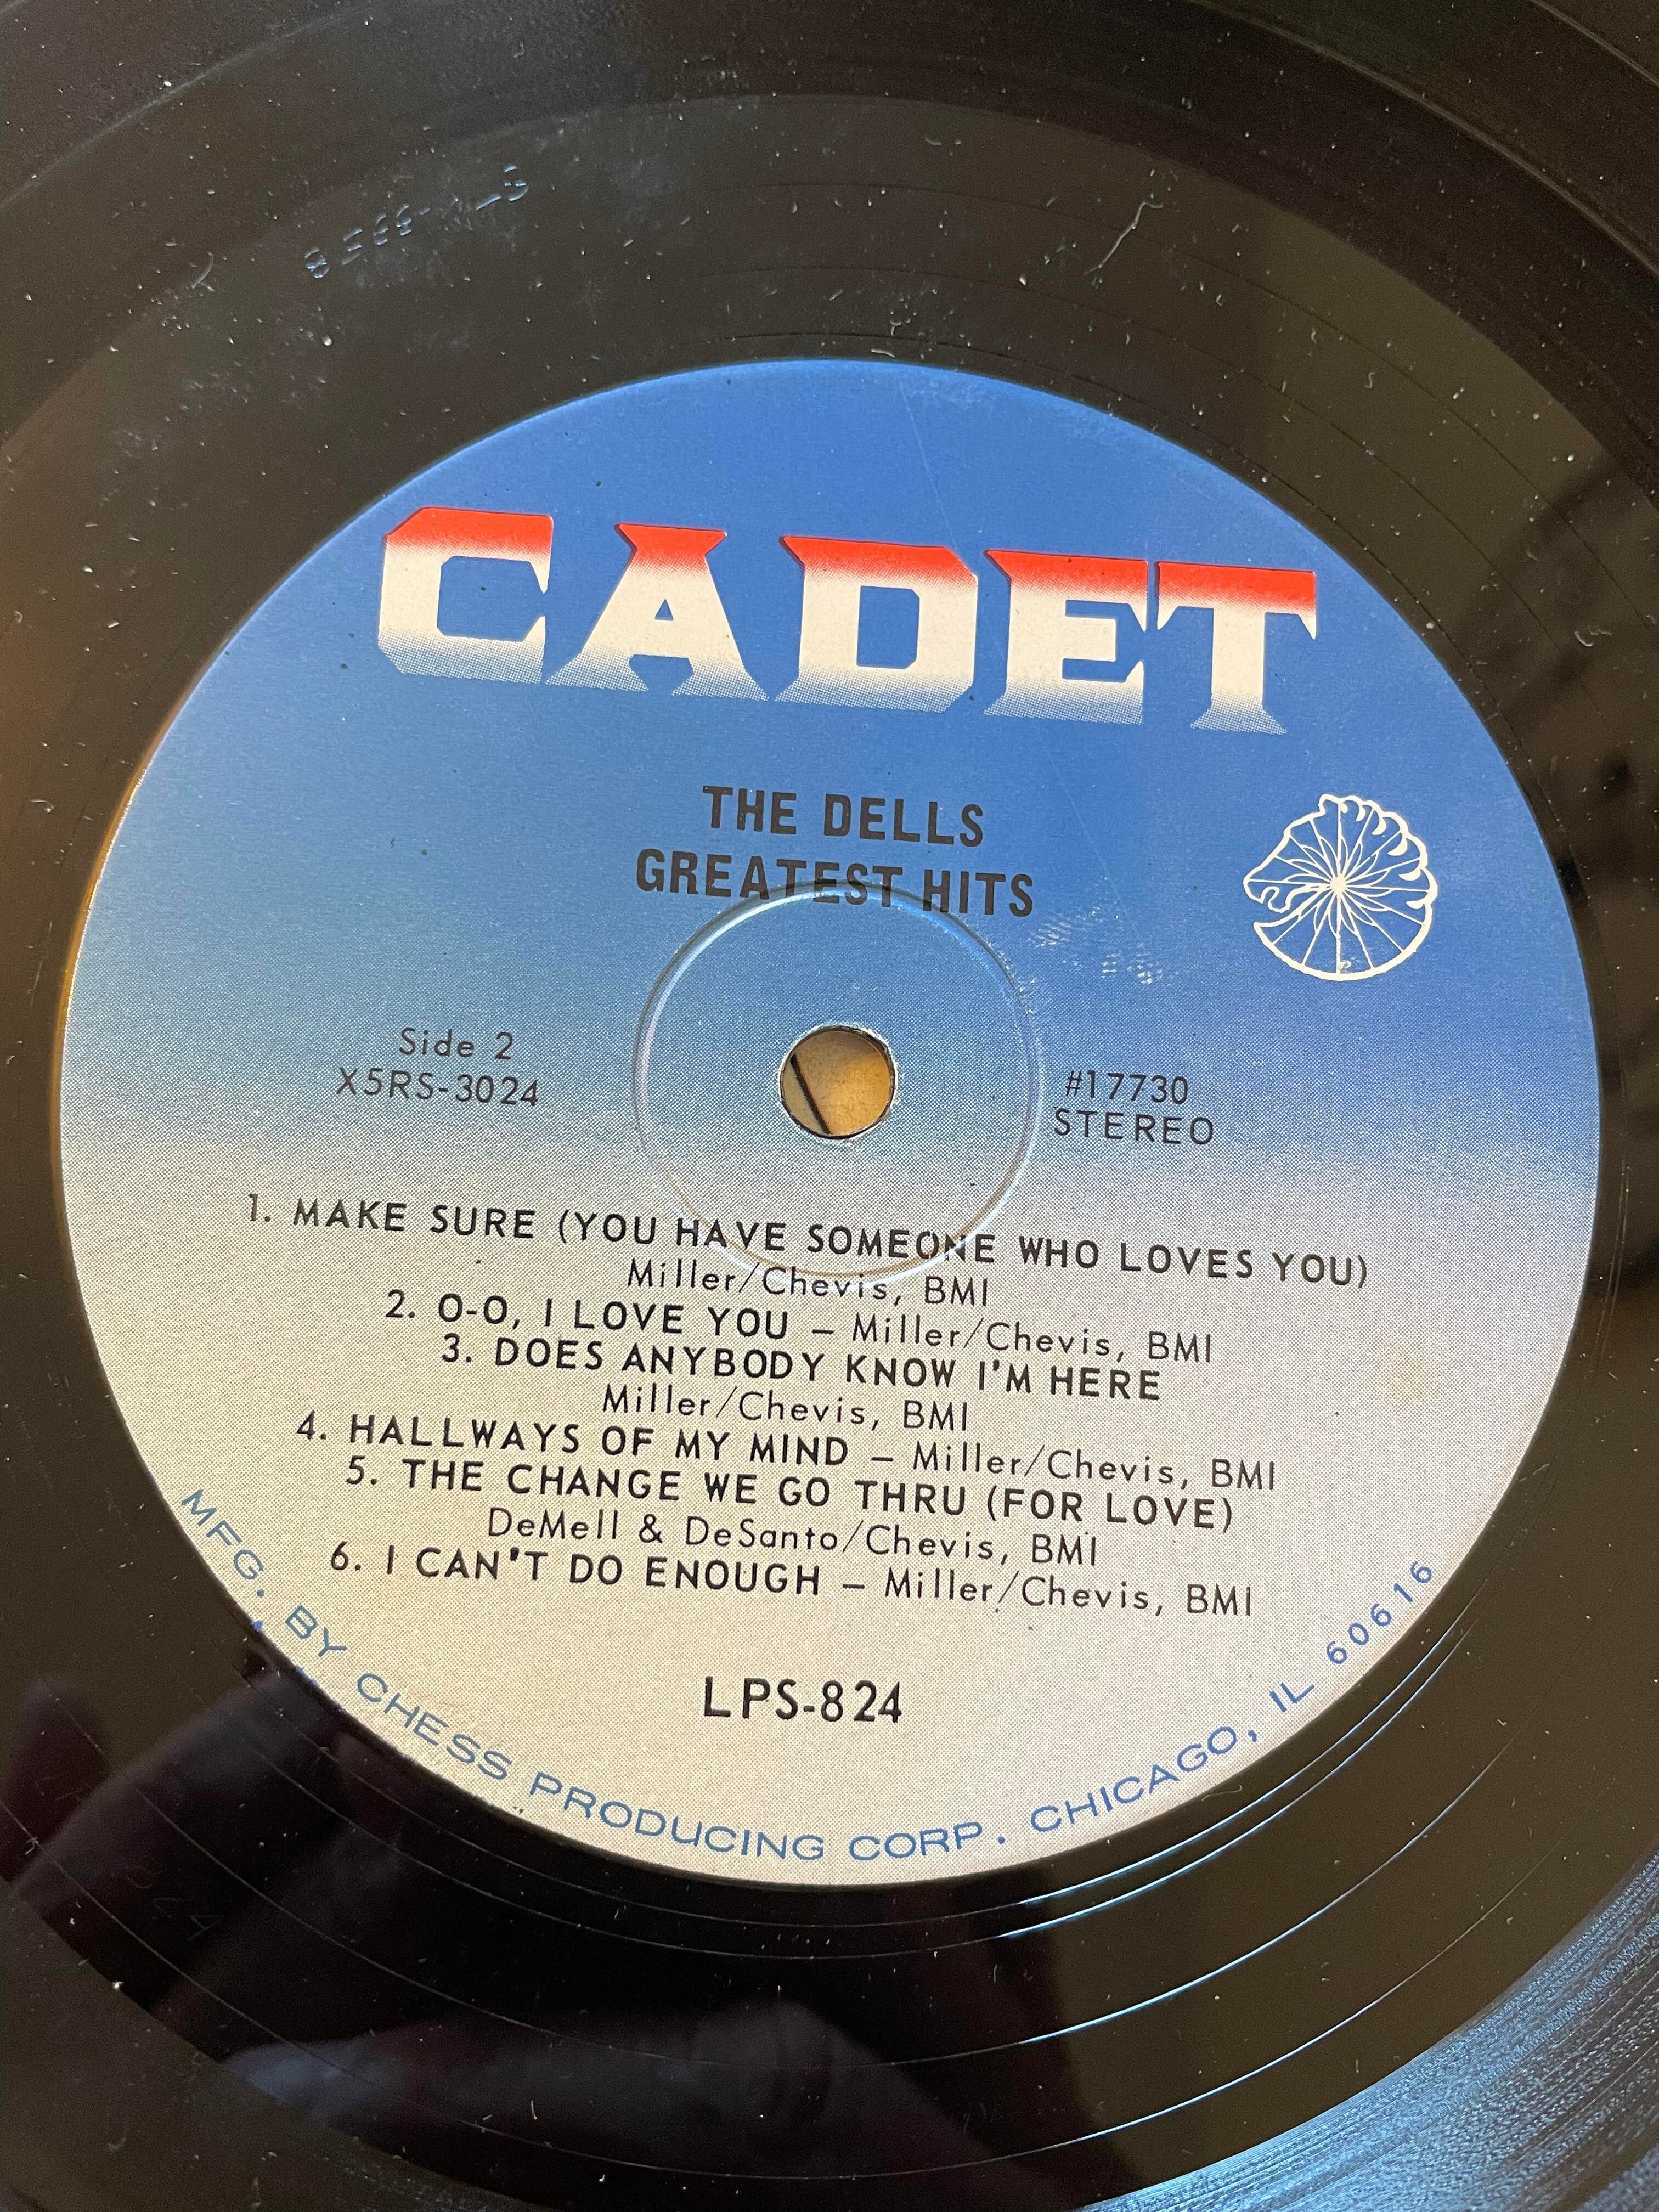 CADET
THE DELLS
GREATEST HITS
Side 2
X5RS-3024
#17730
STEREO
1. MAKE SURE (YOU HAVE SOMEONE WHO LOVES YOU)
Miller/Chevis, BMI
2. O-O, I LOVE YOU – Miller/Chevis, BMI
3. DOES ANYBODY KNOW I'M HERE
Miller/Chevis, BMI
4. HALLWAYS OF MY MIND – Miller/Chevis, BMI
5. THE CHANGE WE GO THRU (FOR LOVE)
DeMell & DeSanto/Chevis, BMI
6. I CAN'T DO ENOUGH – Miller/Chevis, BMI
LPS-824
MFG. BY CHESS PRODUCING CORP. CHICAGO, IL 60616